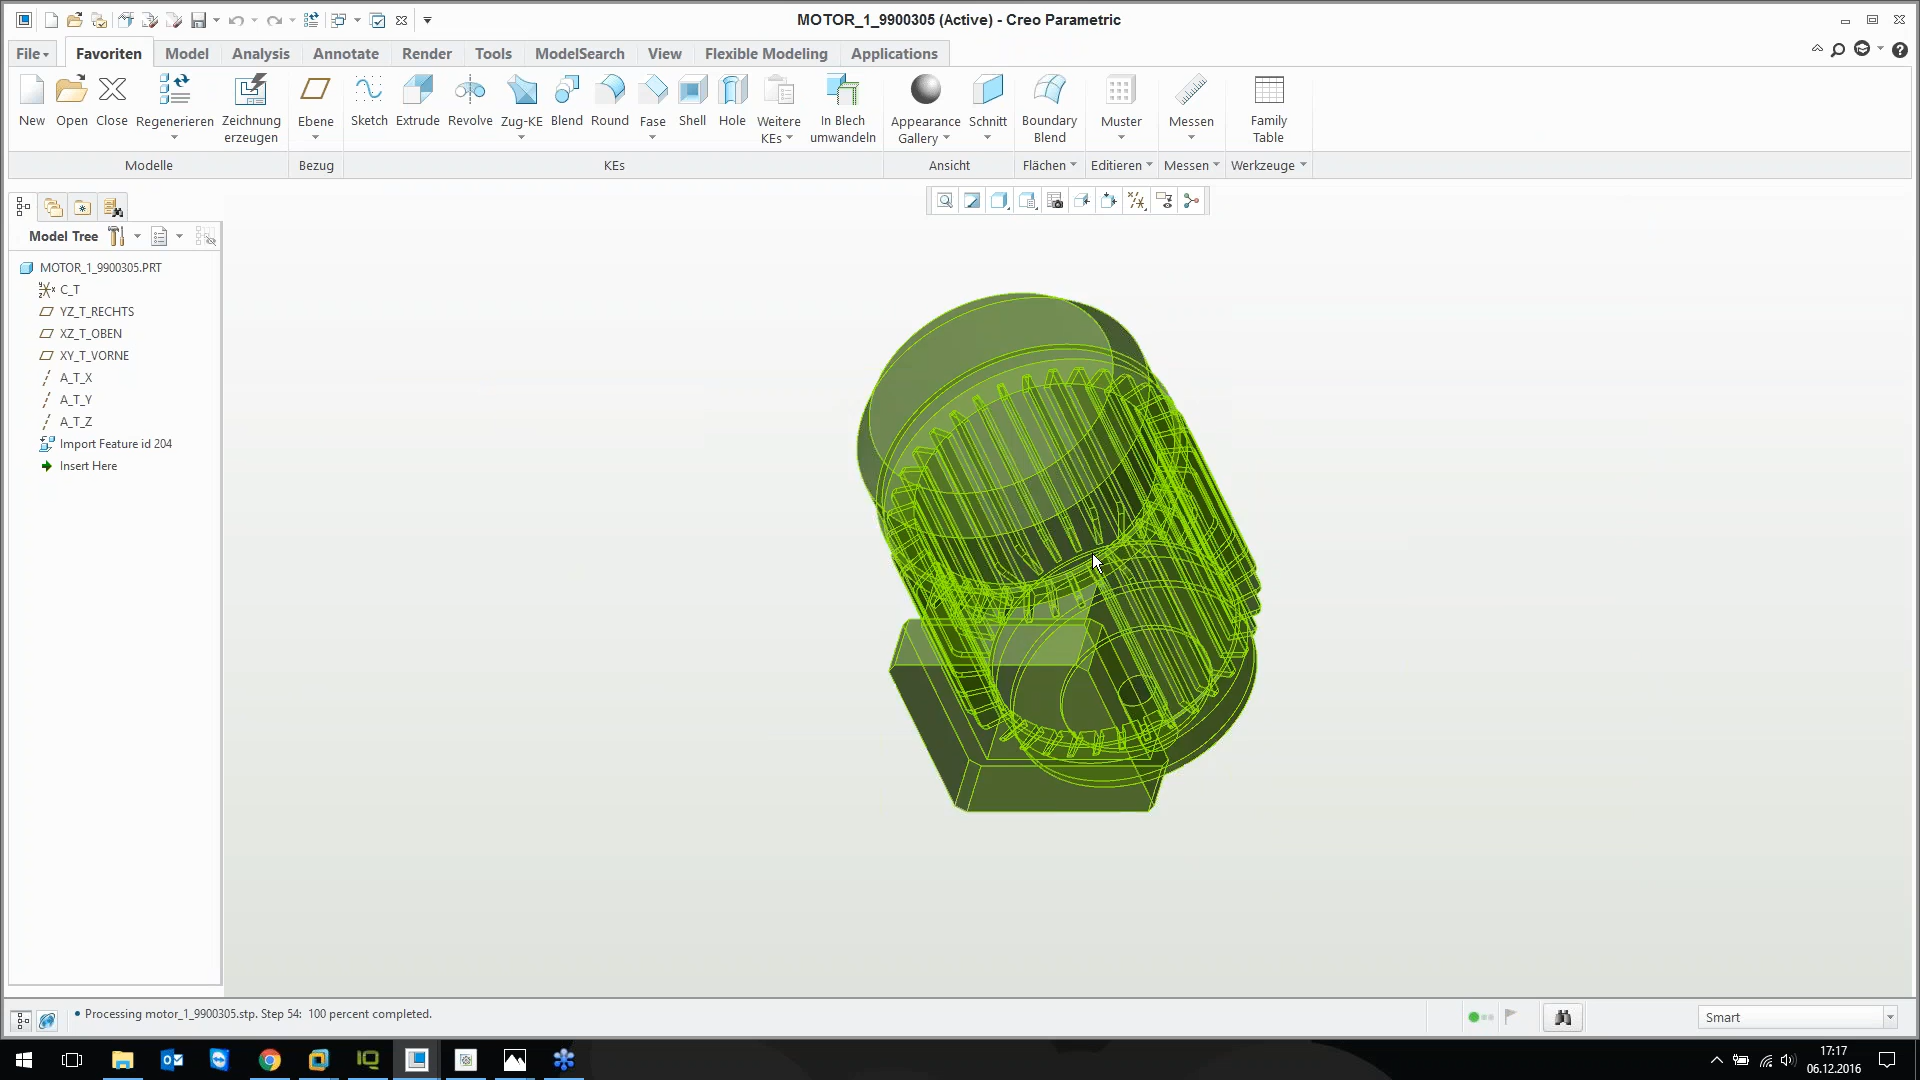 MOTOR_1_9900305 (Active) - Creo Parametric
File Favoriten Model Analysis Annotate Render Tools ModelSearch View Flexible Modeling Applications
New Open Close Regenerieren Zeichnung erzeugen Ebene Sketch Extrude Revolve Zug-KE Blend Round Fase Shell Hole Weitere KEs In Blech umwandeln Appearance Gallery Schnitt Boundary Blend Muster Messen Family Table
Modelle Bezug KEs Ansicht Flächen Editieren Messen Werkzeuge
Model Tree
MOTOR_1_9900305.PRT
C_T
YZ_T_RECHTS
XZ_T_OBEN
XY_T_VORNE
A_T_X
A_T_Y
A_T_Z
Import Feature id 204
Insert Here
Processing motor_1_9900305.stp. Step 54: 100 percent completed.
Smart
17:17
06.12.2016